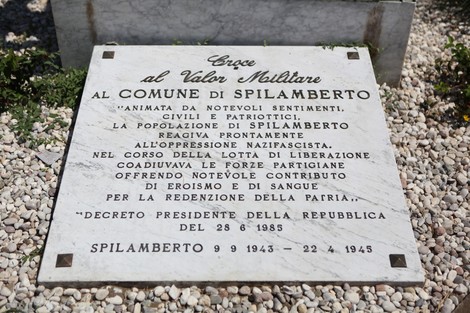 Croce
al Valor Militare
AL COMUNE DI SPILAMBERTO
"ANIMATA DA NOTEVOLI SENTIMENTI,
CIVILI E PATRIOTTICI,
LA POPOLAZIONE DI SPILAMBERTO
REAGIVA PRONTAMENTE
ALL'OPPRESSIONE NAZIFASCISTA.
NEL CORSO DELLA LOTTA DI LIBERAZIONE
COADIUVAVA LE FORZE PARTIGIANE
OFFRENDO NOTEVOLE CONTRIBUTO
DI EROISMO E DI SANGUE
PER LA REDENZIONE DELLA PATRIA,,
"DECRETO PRESIDENTE DELLA REPUBBLICA
DEL 28 6 1985
SPILAMBERTO 9 9 1943 – 22 4 1945